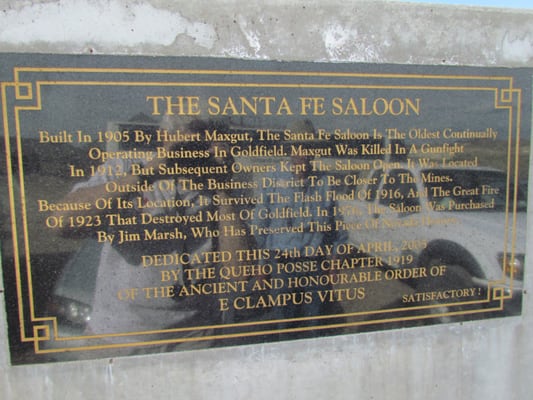 THE SANTA FE SALOON
Built In 1905 By Hubert Maxgut, The Santa Fe Saloon Is The Oldest Continually
Operating Business In Goldfield. Maxgut Was Killed In A Gunfight
In 1912, But Subsequent Owners Kept The Saloon Open. It Was Located
Outside Of The Business District To Be Closer To The Mines.
Because Of Its Location, It Survived The Flash Flood Of 1916, And The Great Fire
Of 1923 That Destroyed Most Of Goldfield. In The Saloon Was Purchased
By Jim Marsh, Who Has Preserved This Piece Of Nevada History.
DEDICATED THIS 24th DAY OF APRIL, 2005
BY THE QUEHO POSSE CHAPTER 1919
OF THE ANCIENT AND HONOURABLE ORDER OF
E CLAMPUS VITUS
SATISFACTORY!